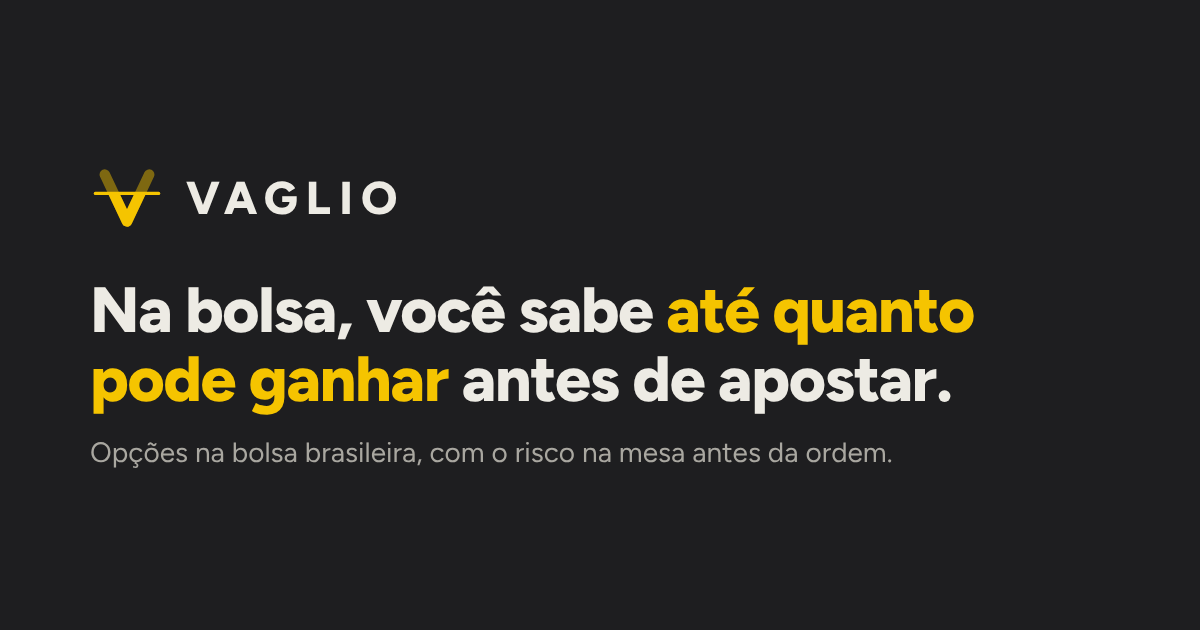 VAGLIO
Na bolsa, você sabe até quanto
pode ganhar antes de apostar.
Opções na bolsa brasileira, com o risco na mesa antes da ordem.